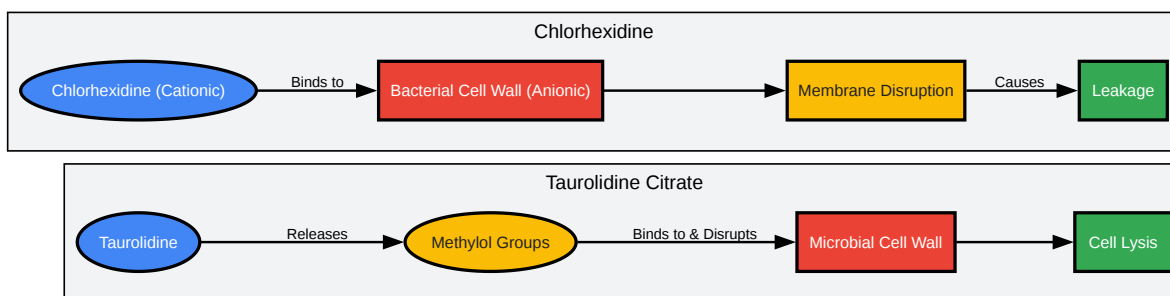 Chlorhexidine
Chlorhexidine (Cationic)
Binds to
Bacterial Cell Wall (Anionic)
Membrane Disruption
Causes
Leakage
Taurolidine Citrate
Taurolidine
Releases
Methylol Groups
Binds to & Disrupts
Microbial Cell Wall
Cell Lysis